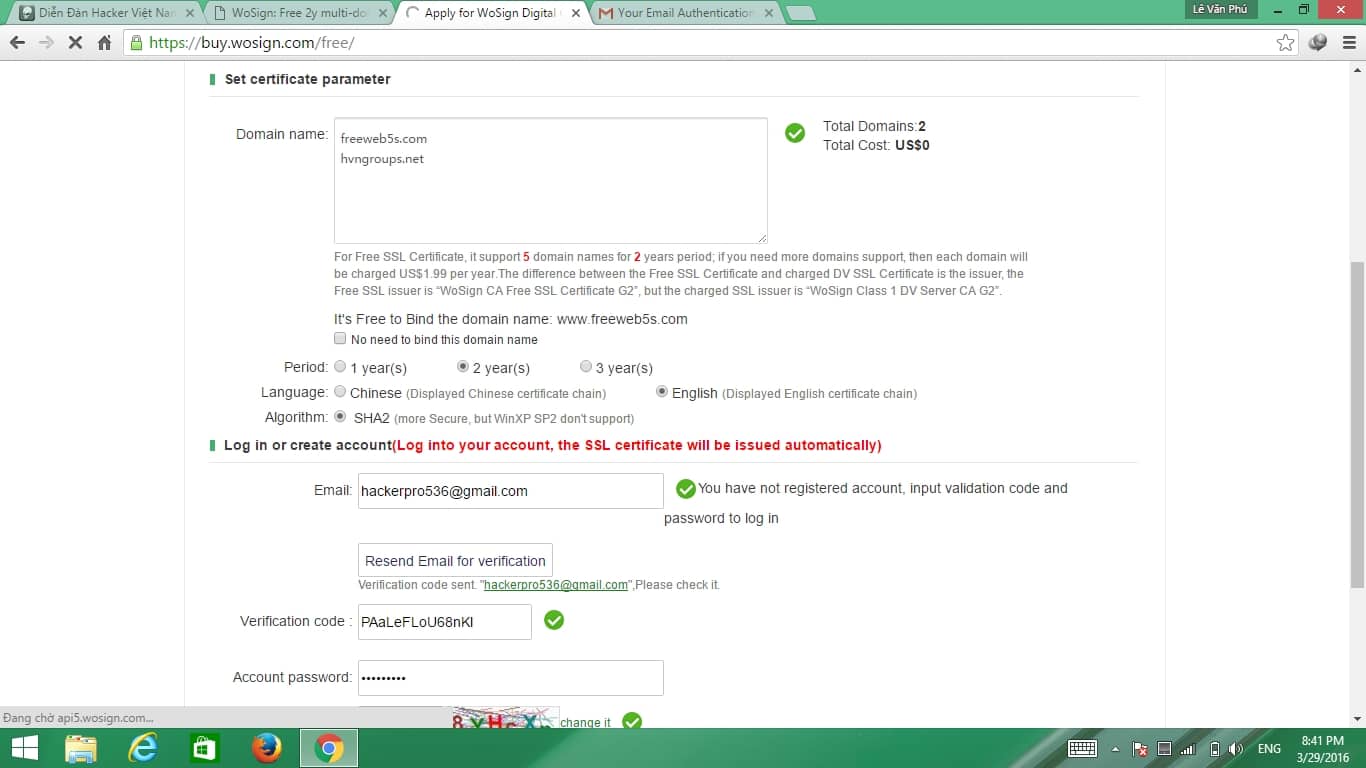 Diễn Đàn Hacker Việt Nam
WoSign: Free 2y multi-do
Apply for WoSign Digital
Your Email Authentication
Lê Văn Phú
https://buy.wosign.com/free/
Set certificate parameter
Domain name:
freeweb5s.com
hvngroups.net
Total Domains:2
Total Cost: US$0
For Free SSL Certificate, it support 5 domain names for 2 years period; if you need more domains support, then each domain will
be charged US$1.99 per year.The difference between the Free SSL Certificate and charged DV SSL Certificate is the issuer, the
Free SSL issuer is “WoSign CA Free SSL Certificate G2”, but the charged SSL issuer is “WoSign Class 1 DV Server CA G2”.
It's Free to Bind the domain name: www.freeweb5s.com
No need to bind this domain name
Period: 1 year(s) 2 year(s) 3 year(s)
Language: Chinese (Displayed Chinese certificate chain) English (Displayed English certificate chain)
Algorithm: SHA2 (more Secure, but WinXP SP2 don't support)
Log in or create account(Log into your account, the SSL certificate will be issued automatically)
Email: hackerpro536@gmail.com You have not registered account, input validation code and
password to log in
Resend Email for verification
Verification code sent. "hackerpro536@gmail.com",Please check it.
Verification code : PAaLeFLoU68nKI
Account password: •••••••••
change it
Đang chờ api5.wosign.com...
ENG
8:41 PM
3/29/2016